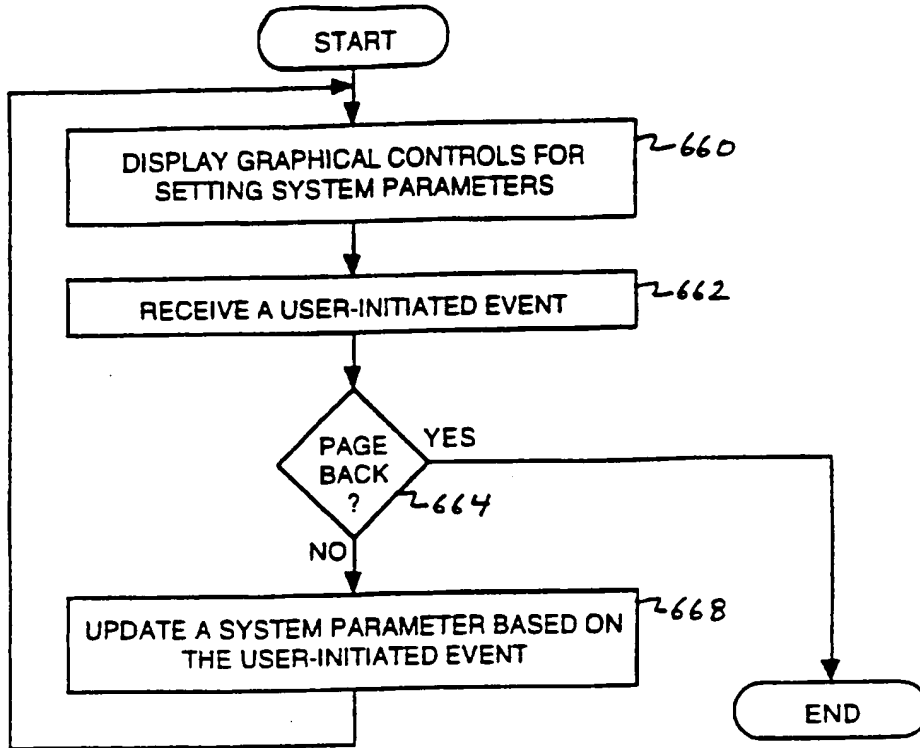 START
DISPLAY GRAPHICAL CONTROLS FOR
SETTING SYSTEM PARAMETERS
660
RECEIVE A USER-INITIATED EVENT
662
PAGE
BACK
?
YES
664
NO
UPDATE A SYSTEM PARAMETER BASED ON
THE USER-INITIATED EVENT
668
END